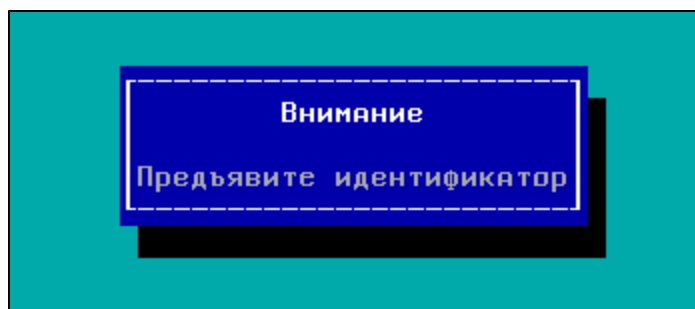 Внимание
Предъявите идентификатор